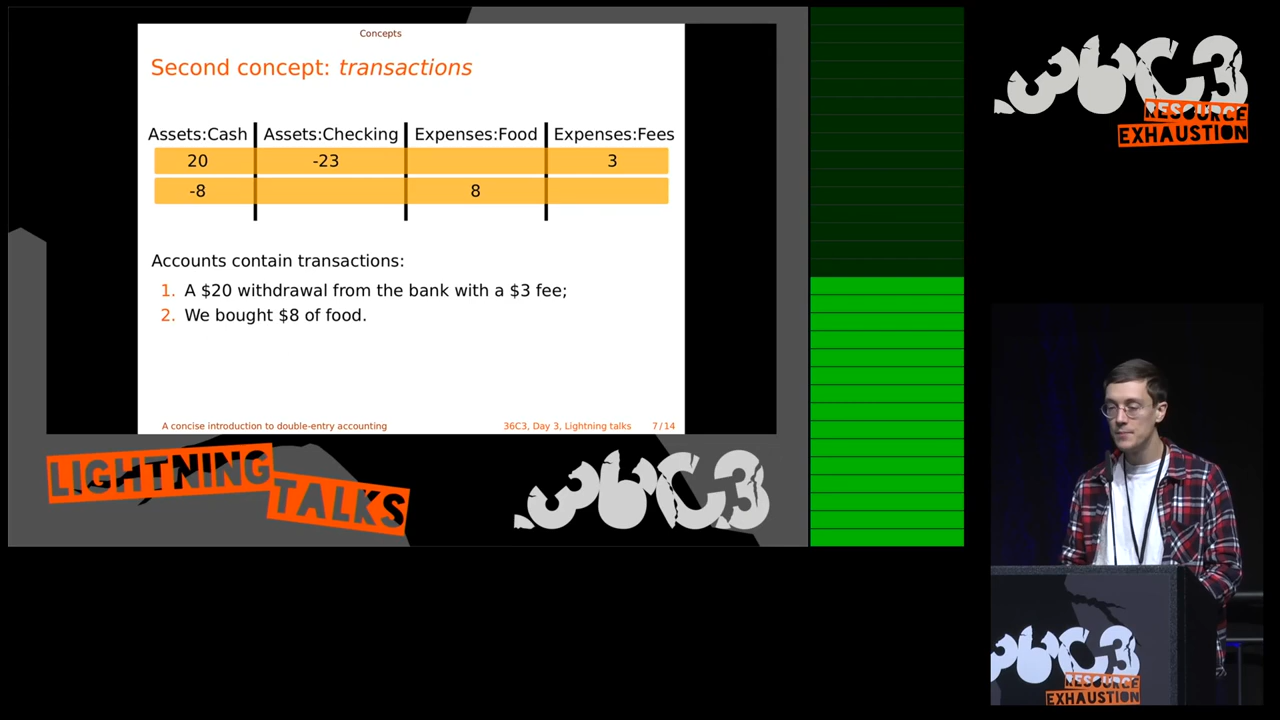 Concepts
Second concept: transactions
Assets:Cash Assets:Checking Expenses:Food Expenses:Fees
20 -23 3
-8 8
Accounts contain transactions:
1. A $20 withdrawal from the bank with a $3 fee;
2. We bought $8 of food.
A concise introduction to double-entry accounting 36C3, Day 3, Lightning talks 7/14
LIGHTNING
TALKS
36C3
36C3
RESOURCE
EXHAUSTION
36C3
RESOURCE
EXHAUSTION